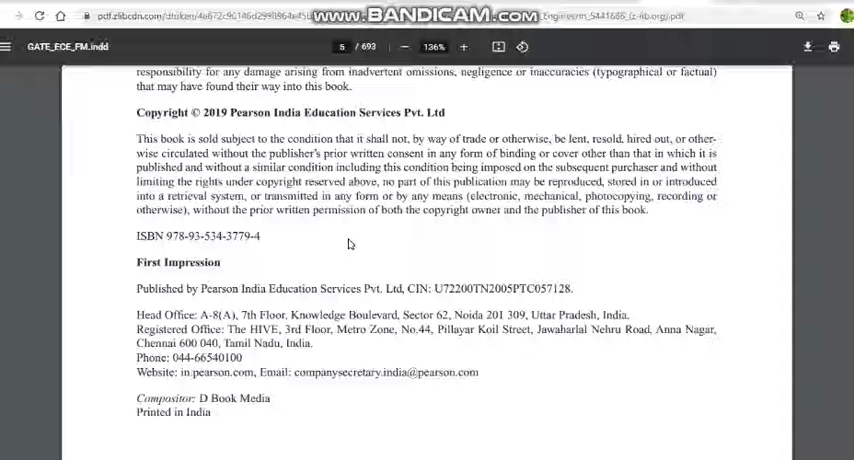 pdf.zlibcdn.com/dtoken/4e672c90146d2998964e45
WWW.BANDICAM.COM
_Engineerin_5441686_(z-lib.org).pdf
GATE_ECE_FM.indd
5 / 693
136%
responsibility for any damage arising from inadvertent omissions, negligence or inaccuracies (typographical or factual)
that may have found their way into this book.
Copyright © 2019 Pearson India Education Services Pvt. Ltd
This book is sold subject to the condition that it shall not, by way of trade or otherwise, be lent, resold, hired out, or other-
wise circulated without the publisher's prior written consent in any form of binding or cover other than that in which it is
published and without a similar condition including this condition being imposed on the subsequent purchaser and without
limiting the rights under copyright reserved above, no part of this publication may be reproduced, stored in or introduced
into a retrieval system, or transmitted in any form or by any means (electronic, mechanical, photocopying, recording or
otherwise), without the prior written permission of both the copyright owner and the publisher of this book.
ISBN 978-93-534-3779-4
First Impression
Published by Pearson India Education Services Pvt. Ltd, CIN: U72200TN2005PTC057128.
Head Office: A-8(A), 7th Floor, Knowledge Boulevard, Sector 62, Noida 201 309, Uttar Pradesh, India.
Registered Office: The HIVE, 3rd Floor, Metro Zone, No.44, Pillayar Koil Street, Jawaharlal Nehru Road, Anna Nagar,
Chennai 600 040, Tamil Nadu, India.
Phone: 044-66540100
Website: in.pearson.com, Email: companysecretary.india@pearson.com
Compositor: D Book Media
Printed in India